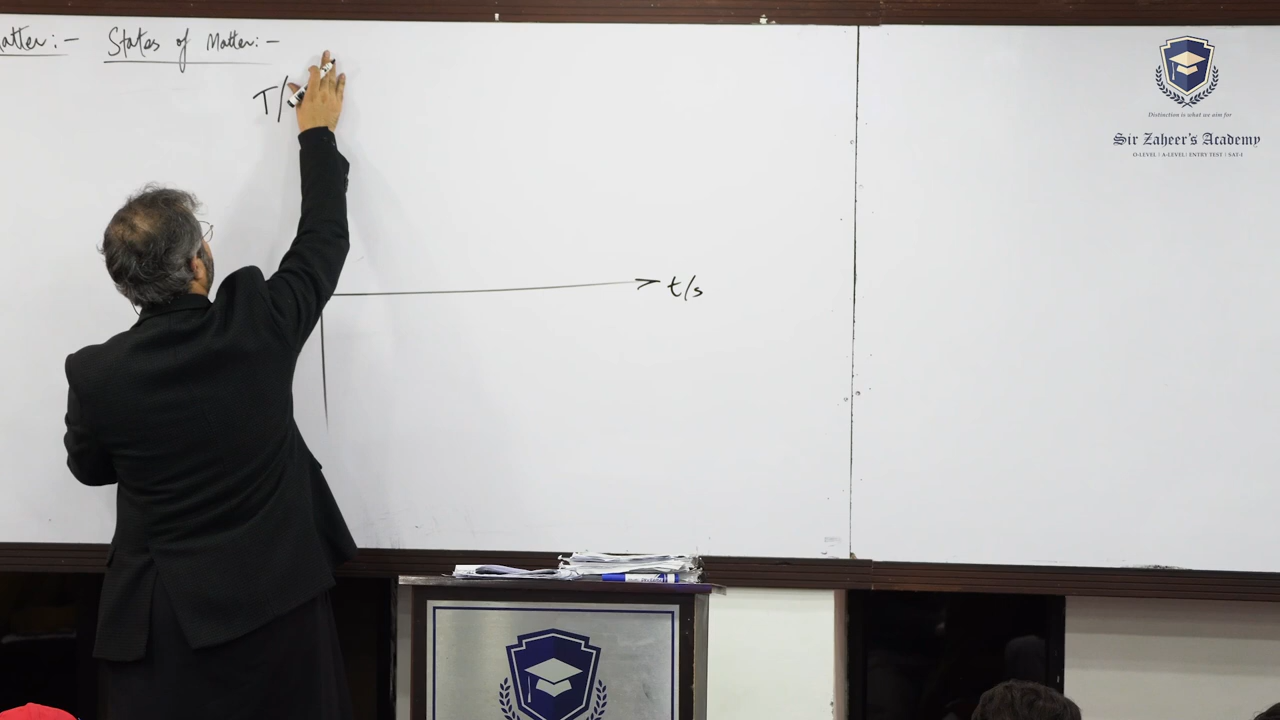 atter:- States of Matter:-
T/
t/s
Distinction is what we aim for
Sir Zaheer's Academy
O-LEVEL | A-LEVEL | ENTRY TEST | SAT-I